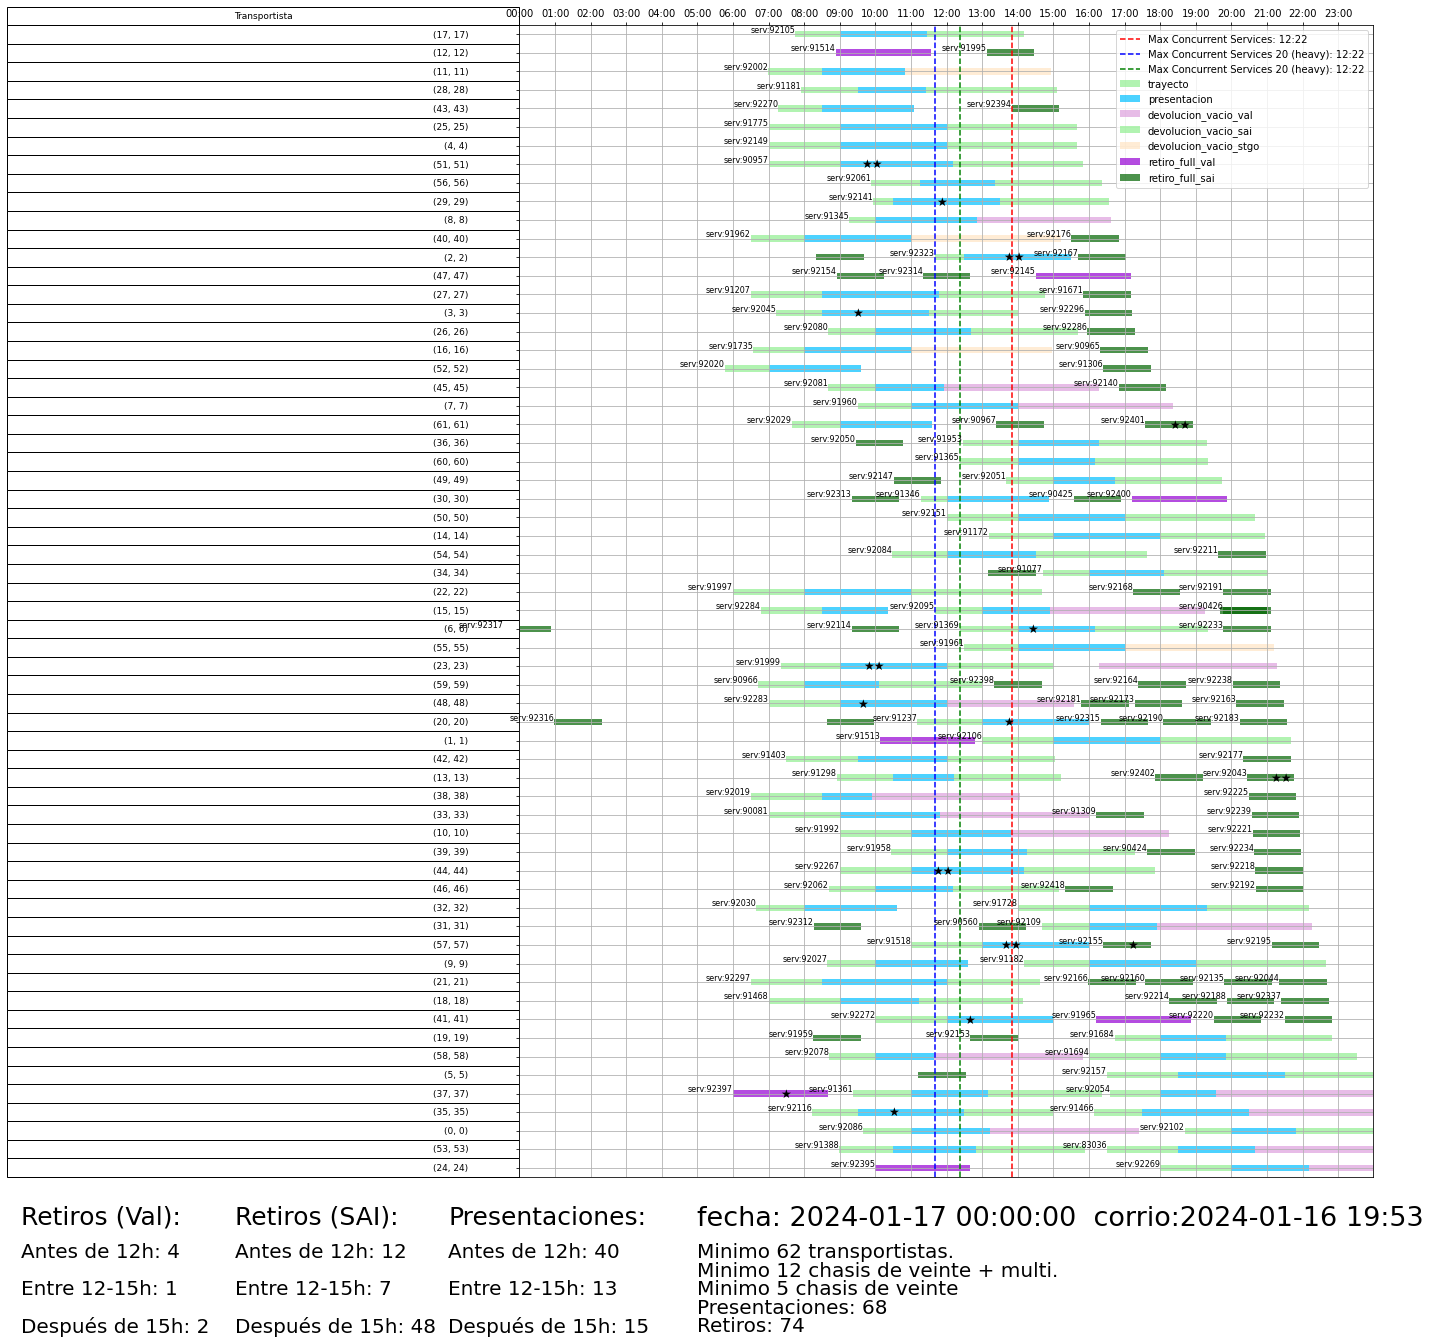 Transportista 00:00 01:00 02:00 03:00 04:00 05:00 06:00 07:00 08:00 09:00 10:00 11:00 12:00 13:00 14:00 15:00 16:00 17:00 18:00 19:00 20:00 21:00 22:00 23:00
(17, 17) serv:92105
(12, 12) serv:91514 serv:91995
(11, 11) serv:92002
(28, 28) serv:91181
(43, 43) serv:92270 serv:92394
(25, 25) serv:91775
(4, 4) serv:92149
(51, 51) serv:90957
(56, 56) serv:92061
(29, 29) serv:92141
(8, 8) serv:91345
(40, 40) serv:91962 serv:92176
(2, 2) serv:92323 serv:92167
(47, 47) serv:92154 serv:92314 serv:92145
(27, 27) serv:91207 serv:91671
(3, 3) serv:92045 serv:92296
(26, 26) serv:92080 serv:92286
(16, 16) serv:91735 serv:90965
(52, 52) serv:92020 serv:91306
(45, 45) serv:92081 serv:92140
(7, 7) serv:91960
(61, 61) serv:92029 serv:90967 serv:92401
(36, 36) serv:92050 serv:91953
(60, 60) serv:91365
(49, 49) serv:92147 serv:92051
(30, 30) serv:92313 serv:91346 serv:90425 serv:92400
(50, 50) serv:92151
(14, 14) serv:91172
(54, 54) serv:92084 serv:92211
(34, 34) serv:91077
(22, 22) serv:91997 serv:92168 serv:92191
(15, 15) serv:92284 serv:92095 serv:90426
(6, 6) serv:92317 serv:92114 serv:91369 serv:92233
(55, 55) serv:91961
(23, 23) serv:91999
(59, 59) serv:90966 serv:92398 serv:92164 serv:92238
(48, 48) serv:92283 serv:92181 serv:92173 serv:92163
(20, 20) serv:92316 serv:91237 serv:92315 serv:92190 serv:92183
(1, 1) serv:91513 serv:92106
(42, 42) serv:91403 serv:92177
(13, 13) serv:91298 serv:92402 serv:92043
(38, 38) serv:92019 serv:92225
(33, 33) serv:90081 serv:91309 serv:92239
(10, 10) serv:91992 serv:92221
(39, 39) serv:91958 serv:90424 serv:92234
(44, 44) serv:92267 serv:92218
(46, 46) serv:92062 serv:92418 serv:92192
(32, 32) serv:92030 serv:91728
(31, 31) serv:92312 serv:90560 serv:92109
(57, 57) serv:91518 serv:92155 serv:92195
(9, 9) serv:92027 serv:91182
(21, 21) serv:92297 serv:92166 serv:92160 serv:92135 serv:92044
(18, 18) serv:91468 serv:92214 serv:92188 serv:92337
(41, 41) serv:92272 serv:91965 serv:92220 serv:92232
(19, 19) serv:91959 serv:92153 serv:91684
(58, 58) serv:92078 serv:91694
(5, 5) serv:92157
(37, 37) serv:92397 serv:91361 serv:92054
(35, 35) serv:92116 serv:91466
(0, 0) serv:92086 serv:92102
(53, 53) serv:91388 serv:83036
(24, 24) serv:92395 serv:92269
Max Concurrent Services: 12:22
Max Concurrent Services 20 (heavy): 12:22
Max Concurrent Services 20 (heavy): 12:22
trayecto
presentacion
devolucion_vacio_val
devolucion_vacio_sai
devolucion_vacio_stgo
retiro_full_val
retiro_full_sai
Retiros (Val):
Antes de 12h: 4
Entre 12-15h: 1
Después de 15h: 2
Retiros (SAI):
Antes de 12h: 12
Entre 12-15h: 7
Después de 15h: 48
Presentaciones:
Antes de 12h: 40
Entre 12-15h: 13
Después de 15h: 15
fecha: 2024-01-17 00:00:00 corrio:2024-01-16 19:53
Minimo 62 transportistas.
Minimo 12 chasis de veinte + multi.
Minimo 5 chasis de veinte
Presentaciones: 68
Retiros: 74